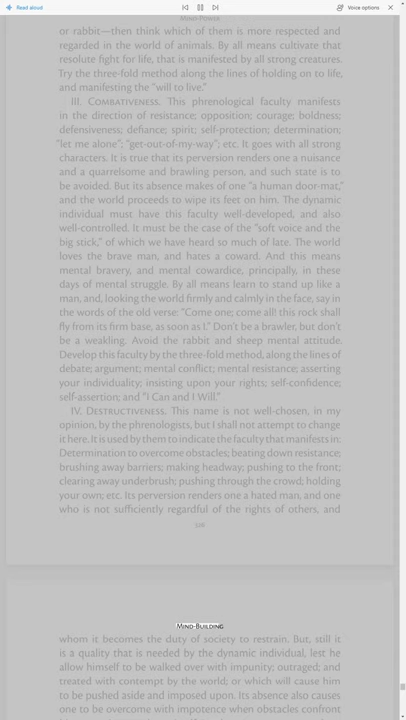 Read aloud
Voice options
Mind-Power
or rabbit—then think which of them is more respected and
regarded in the world of animals. By all means cultivate that
resolute fight for life, that is manifested by all strong creatures.
Try the three-fold method along the lines of holding on to life,
and manifesting the "will to live."
III. Combativeness. This phrenological faculty manifests
in the direction of resistance; opposition; courage; boldness;
defensiveness; defiance; spirit; self-protection; determination;
"let me alone"; "get-out-of-my-way"; etc. It goes with all strong
characters. It is true that its perversion renders one a nuisance
and a quarrelsome and brawling person, and such state is to
be avoided. But its absence makes of one "a human door-mat,"
and the world proceeds to wipe its feet on him. The dynamic
individual must have this faculty well-developed, and also
well-controlled. It must be the case of the "soft voice and the
big stick," of which we have heard so much of late. The world
loves the brave man, and hates a coward. And this means
mental bravery, and mental cowardice, principally, in these
days of mental struggle. By all means learn to stand up like a
man, and, looking the world firmly and calmly in the face, say in
the words of the old verse: "Come one; come all! this rock shall
fly from its firm base, as soon as I." Don't be a brawler, but don't
be a weakling. Avoid the rabbit and sheep mental attitude.
Develop this faculty by the three-fold method, along the lines of
debate; argument; mental conflict; mental resistance; asserting
your individuality; insisting upon your rights; self-confidence;
self-assertion; and "I Can and I Will."
IV. Destructiveness. This name is not well-chosen, in my
opinion, by the phrenologists, but I shall not attempt to change
it here. It is used by them to indicate the faculty that manifests in:
Determination to overcome obstacles; beating down resistance;
brushing away barriers; making headway; pushing to the front;
clearing away underbrush; pushing through the crowd; holding
your own; etc. Its perversion renders one a hated man, and one
who is not sufficiently regardful of the rights of others, and
Mind-Building
whom it becomes the duty of society to restrain. But, still it
is a quality that is needed by the dynamic individual, lest he
allow himself to be walked over with impunity; outraged; and
treated with contempt by the world; or which will cause him
to be pushed aside and imposed upon. Its absence also causes
one to be overcome with impotence when obstacles confront